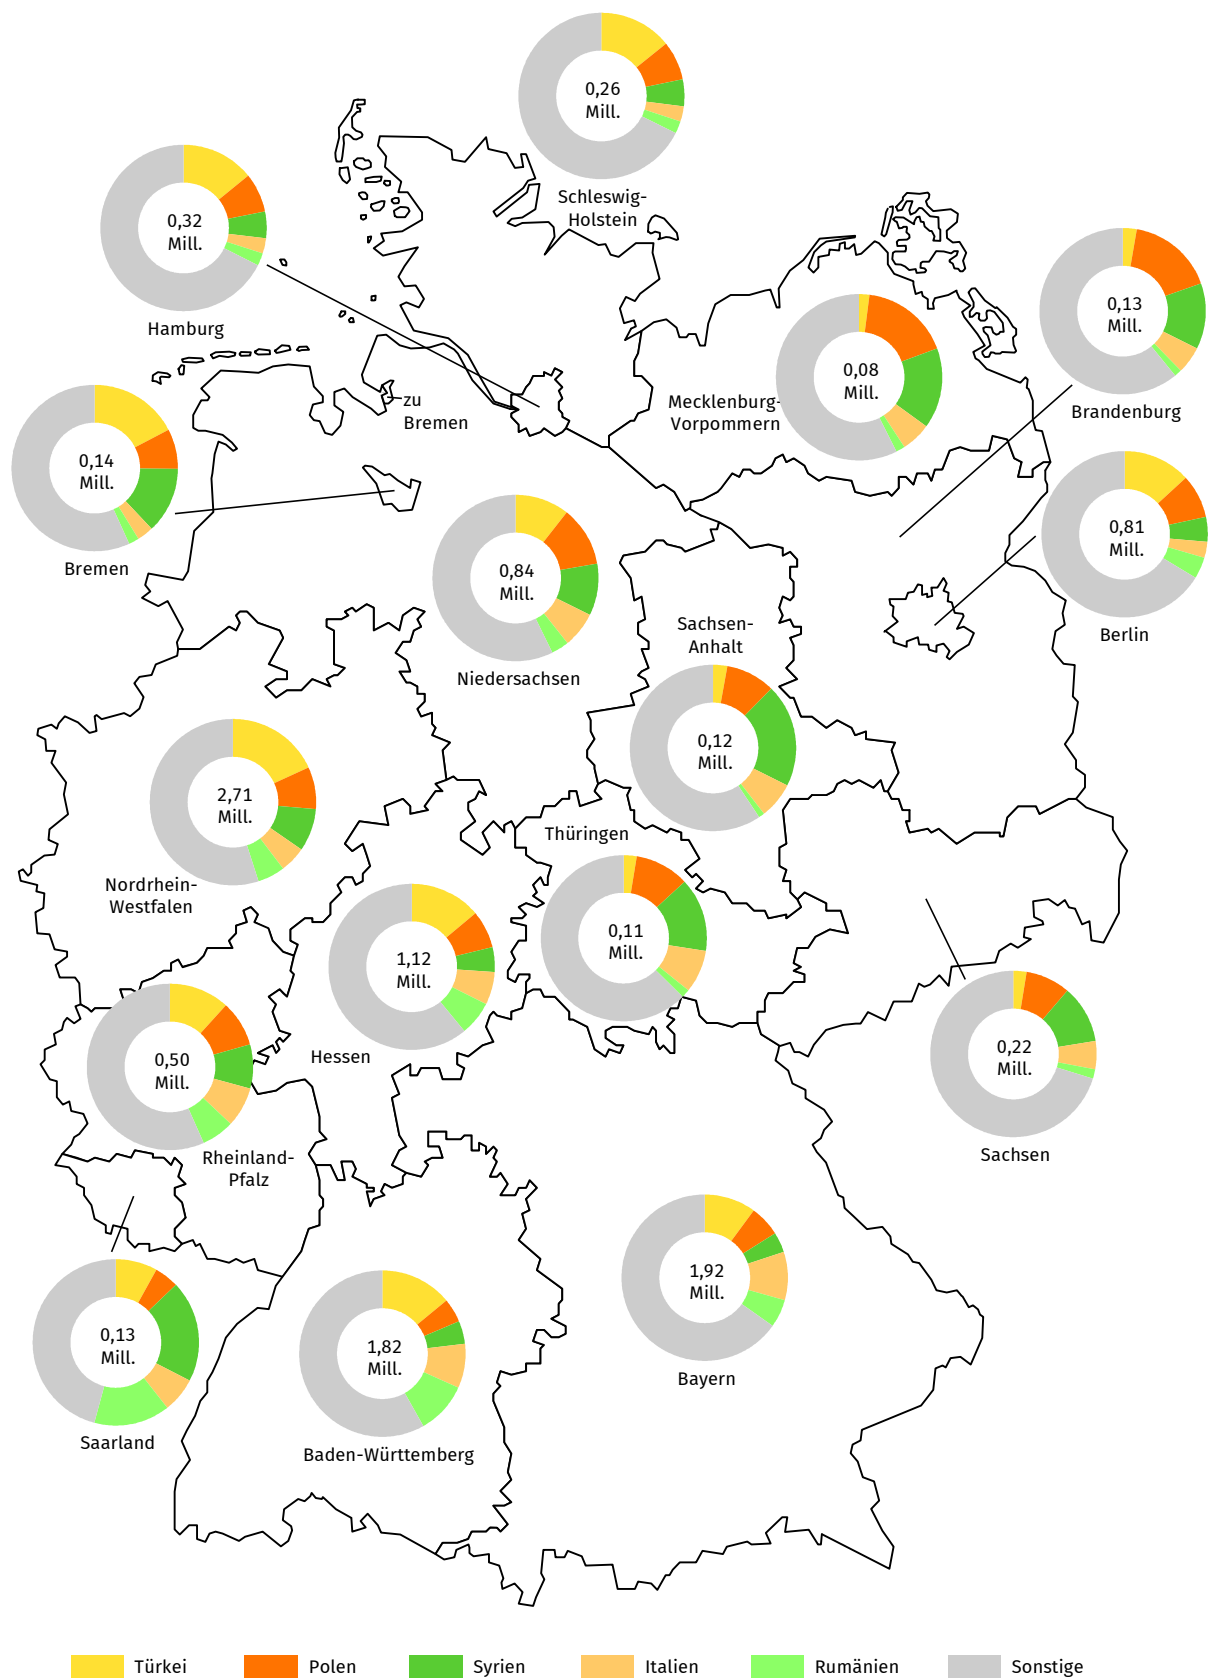 0,26
Mill.
Schleswig-
Holstein
0,32
Mill.
Hamburg
0,13
Mill.
Brandenburg
0,08
Mill.
Mecklenburg-
Vorpommern
zu
Bremen
0,14
Mill.
Bremen
0,81
Mill.
Berlin
0,84
Mill.
Niedersachsen
Sachsen-
Anhalt
0,12
Mill.
2,71
Mill.
Nordrhein-
Westfalen
Thüringen
0,11
Mill.
1,12
Mill.
Hessen
0,22
Mill.
Sachsen
0,50
Mill.
Rheinland-
Pfalz
1,92
Mill.
Bayern
0,13
Mill.
Saarland
1,82
Mill.
Baden-Württemberg
Türkei
Polen
Syrien
Italien
Rumänien
Sonstige